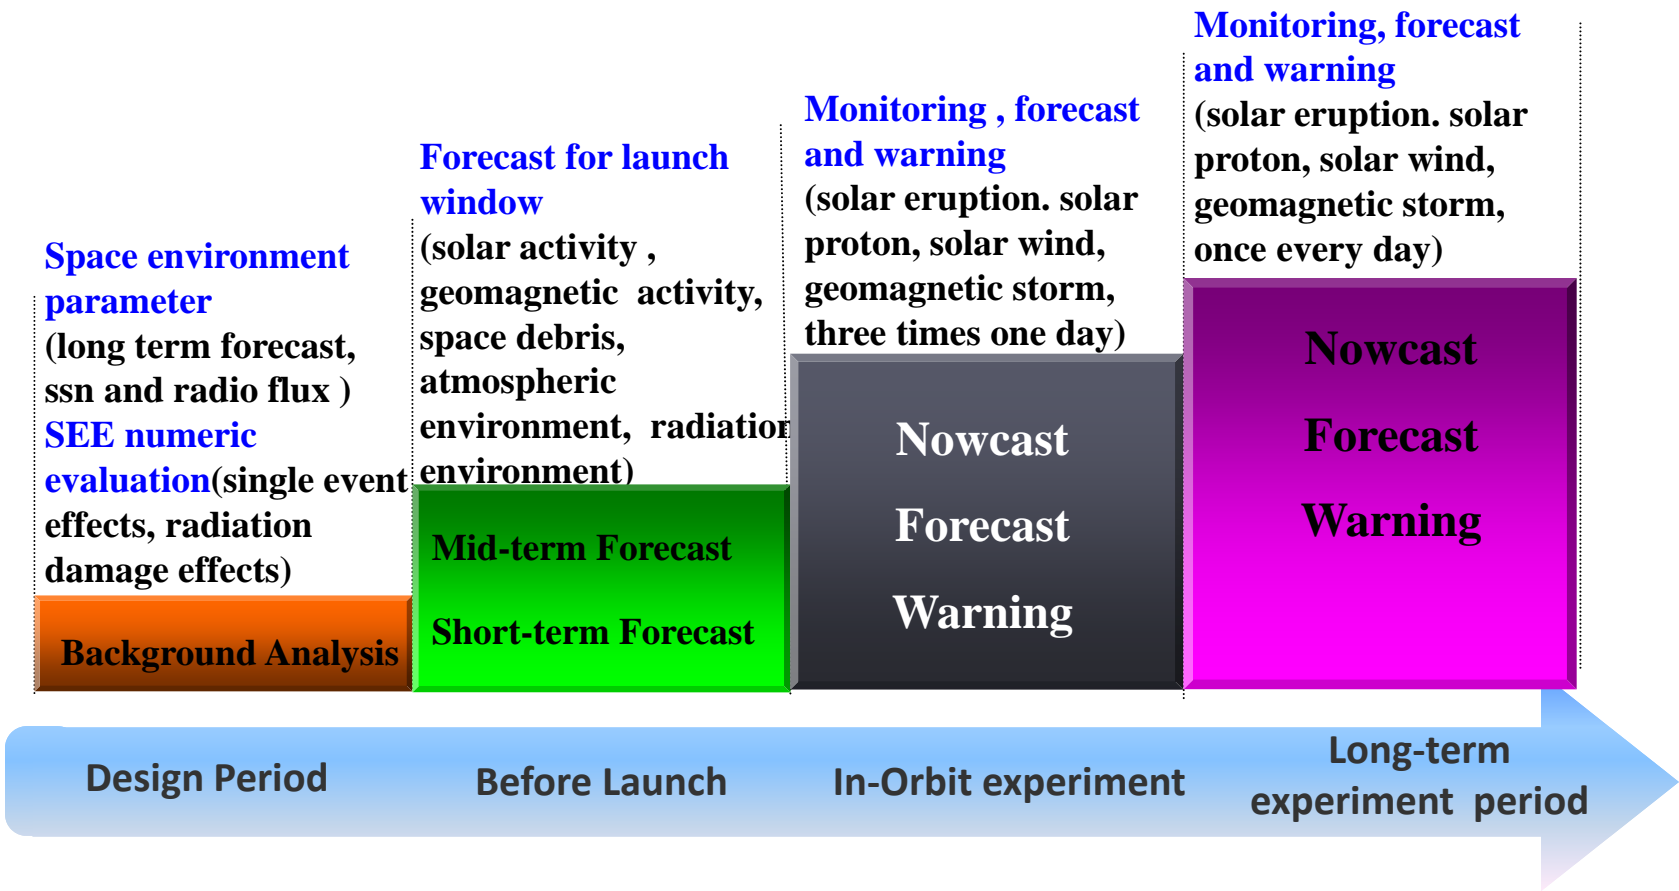 Space environment
parameter
(long term forecast,
ssn and radio flux )
SEE numeric
evaluation(single event
effects, radiation
damage effects)
Background Analysis
Forecast for launch
window
(solar activity ,
geomagnetic activity,
space debris,
atmospheric
environment, radiation
environment)
Mid-term Forecast
Short-term Forecast
Monitoring , forecast
and warning
(solar eruption. solar
proton, solar wind,
geomagnetic storm,
three times one day)
Nowcast
Forecast
Warning
Monitoring, forecast
and warning
(solar eruption. solar
proton, solar wind,
geomagnetic storm,
once every day)
Nowcast
Forecast
Warning
Design Period
Before Launch
In-Orbit experiment
Long-term
experiment period